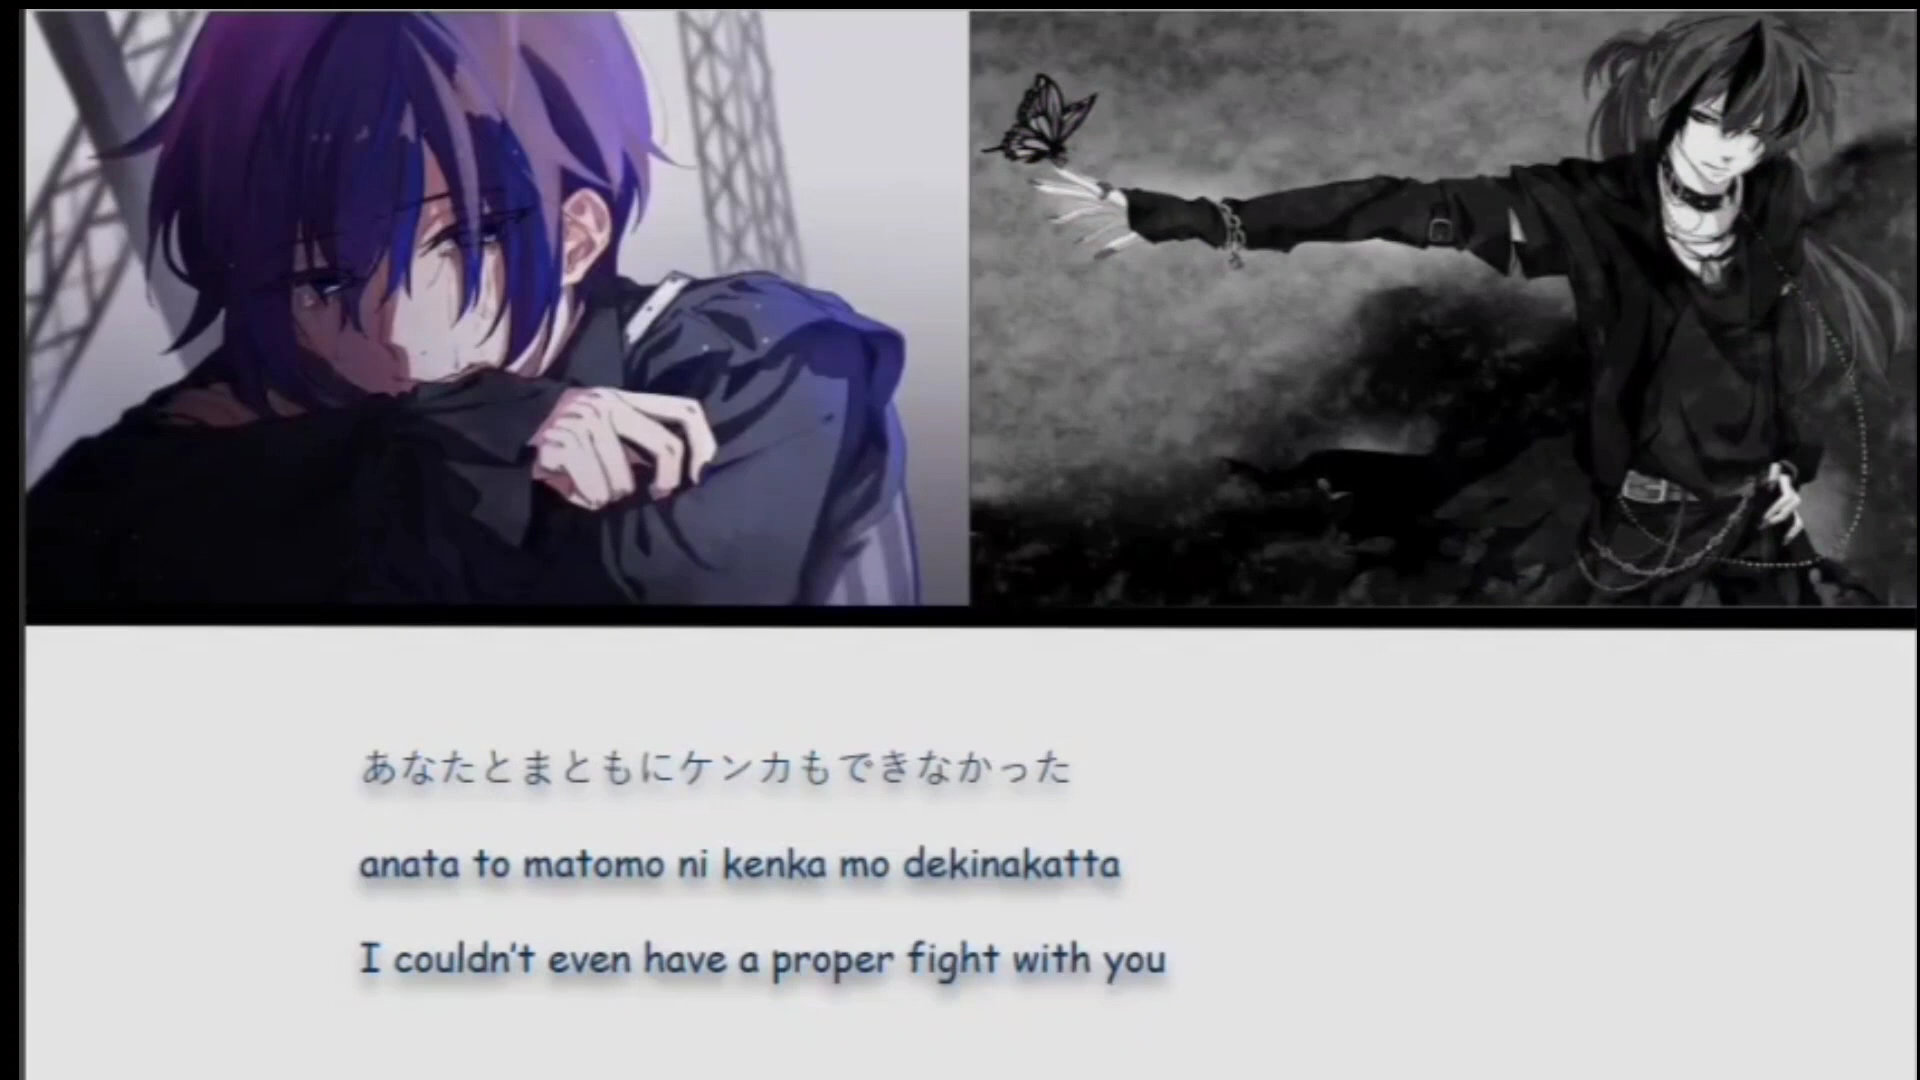 あなたとまともにケンカもできなかった
anata to matomo ni kenka mo dekinakatta
I couldn't even have a proper fight with you